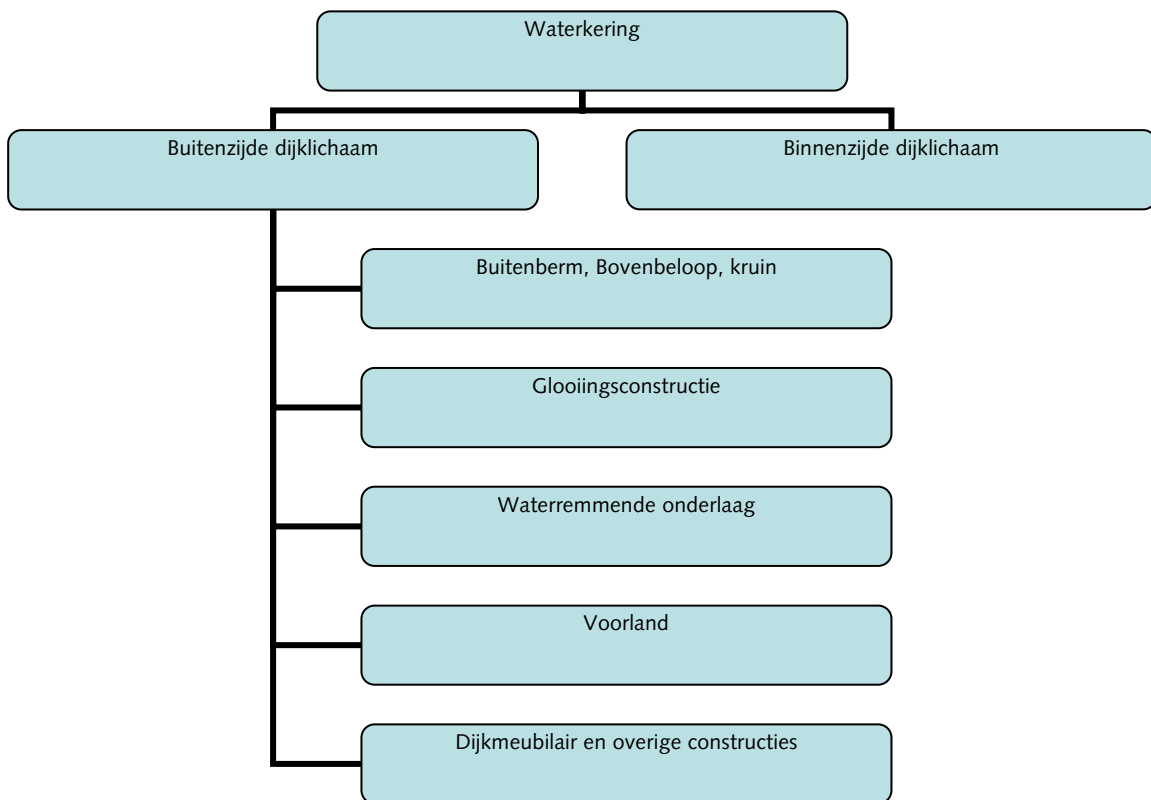 Waterkering
Buitenzijde dijklichaam
Binnenzijde dijklichaam
Buitenberm, Bovenbeloop, kruin
Glooiingsconstructie
Waterremmende onderlaag
Voorland
Dijkmeubilair en overige constructies